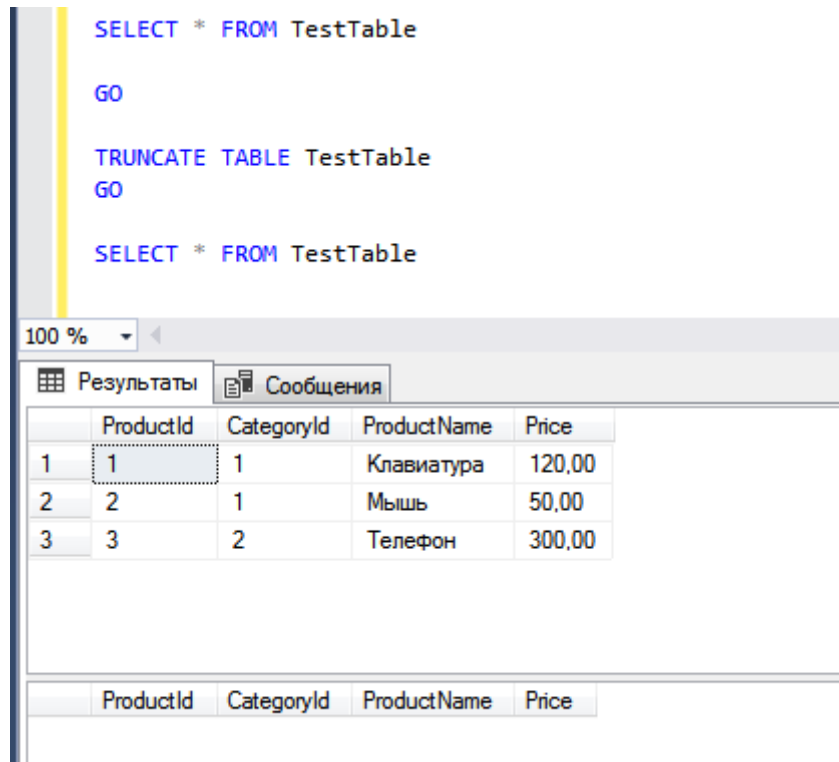 SELECT * FROM TestTable
GO
TRUNCATE TABLE TestTable
GO
SELECT * FROM TestTable
100 %
Результаты Сообщения
ProductId CategoryId ProductName Price
1 1 1 Клавиатура 120,00
2 2 1 Мышь 50,00
3 3 2 Телефон 300,00
ProductId CategoryId ProductName Price